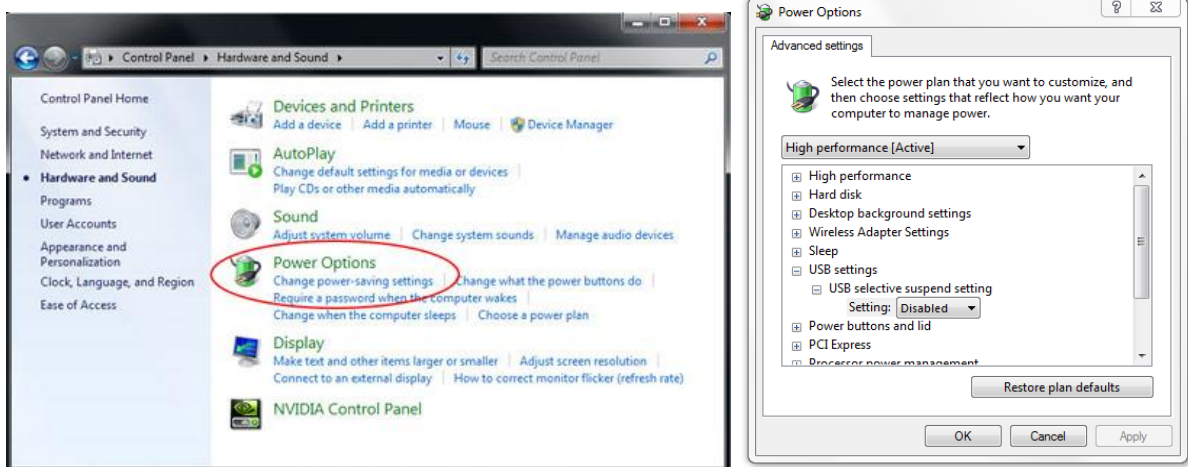 Control Panel ▸ Hardware and Sound ▸
Search Control Panel
Control Panel Home
System and Security
Network and Internet
Hardware and Sound
Programs
User Accounts
Appearance and
Personalization
Clock, Language, and Region
Ease of Access
Devices and Printers
Add a device | Add a printer | Mouse | Device Manager
AutoPlay
Change default settings for media or devices
Play CDs or other media automatically
Sound
Adjust system volume | Change system sounds | Manage audio devices
Power Options
Change power-saving settings | Change what the power buttons do
Require a password when the computer wakes
Change when the computer sleeps | Choose a power plan
Display
Make text and other items larger or smaller | Adjust screen resolution
Connect to an external display | How to correct monitor flicker (refresh rate)
NVIDIA Control Panel
Power Options
Advanced settings
Select the power plan that you want to customize, and
then choose settings that reflect how you want your
computer to manage power.
High performance [Active]
High performance
Hard disk
Desktop background settings
Wireless Adapter Settings
Sleep
USB settings
USB selective suspend setting
Setting: Disabled
Power buttons and lid
PCI Express
Processor power management
Restore plan defaults
OK Cancel Apply